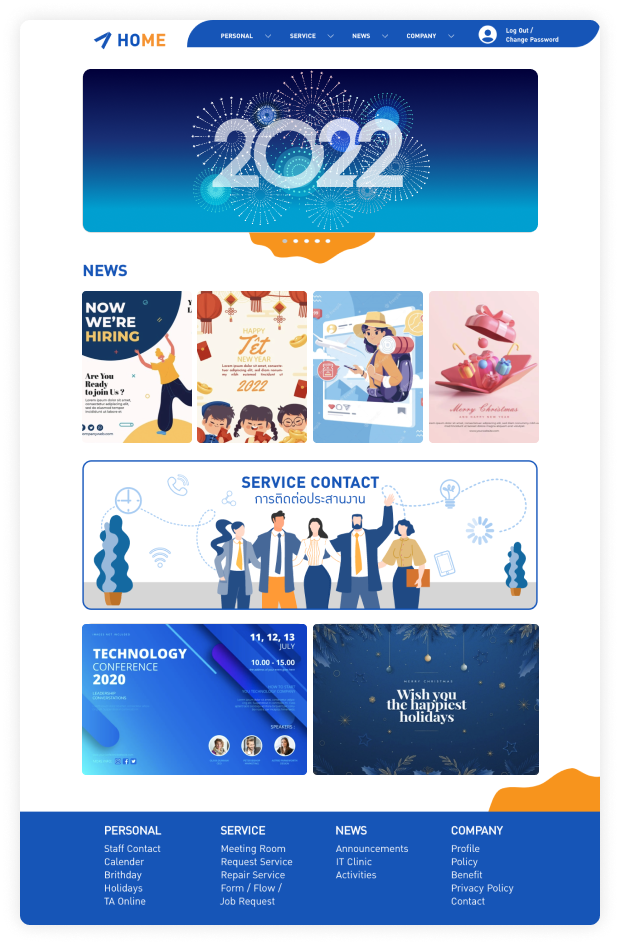 HOME
PERSONAL
SERVICE
NEWS
COMPANY
Log Out /
Change Password
2022
NEWS
NOW
WE'RE
HIRING
Are You
Ready
to join Us ?
HAPPY
Tết
NEW YEAR
2022
Merry Christmas
AND HAPPY NEW YEAR
SERVICE CONTACT
การติดต่อประสานงาน
TECHNOLOGY
CONFERENCE
2020
11, 12, 13
JULY
10.00 - 15.00
SPEAKERS :
MERRY CHRISTMAS
Wish you
the happiest
holidays
PERSONAL
Staff Contact
Calender
Brithday
Holidays
TA Online
SERVICE
Meeting Room
Request Service
Repair Service
Form / Flow /
Job Request
NEWS
Announcements
IT Clinic
Activities
COMPANY
Profile
Policy
Benefit
Privacy Policy
Contact